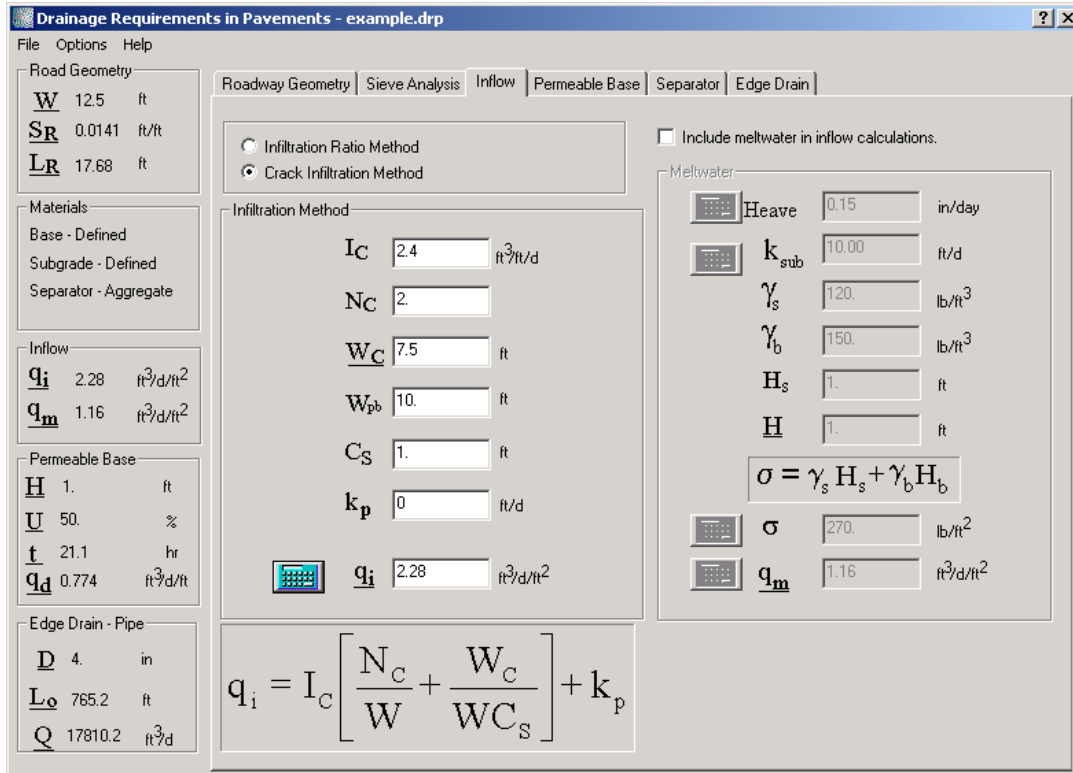 Drainage Requirements in Pavements - example.drp
File Options Help
Road Geometry
W 12.5 ft
SR 0.0141 ft/ft
LR 17.68 ft
Materials
Base - Defined
Subgrade - Defined
Separator - Aggregate
Inflow
qi 2.28 ft3/d/ft2
qm 1.16 ft3/d/ft2
Permeable Base
H 1. ft
U 50. %
t 21.1 hr
qd 0.774 ft3/d/ft
Edge Drain - Pipe
D 4. in
Lo 765.2 ft
Q 17810.2 ft3/d
Roadway Geometry Sieve Analysis Inflow Permeable Base Separator Edge Drain
Infiltration Ratio Method
Crack Infiltration Method
Infiltration Method
IC 2.4 ft3/ft/d
NC 2.
WC 7.5 ft
Wpb 10. ft
CS 1. ft
kp 0 ft/d
qi 2.28 ft3/d/ft2
qi = IC [ NC/W + WC/WCS ] + kp
Include meltwater in inflow calculations.
Meltwater
Heave 0.15 in/day
ksub 10.00 ft/d
γs 120. lb/ft3
γb 150. lb/ft3
Hs 1. ft
H 1. ft
σ = γs Hs + γb Hb
σ 270. lb/ft2
qm 1.16 ft3/d/ft2